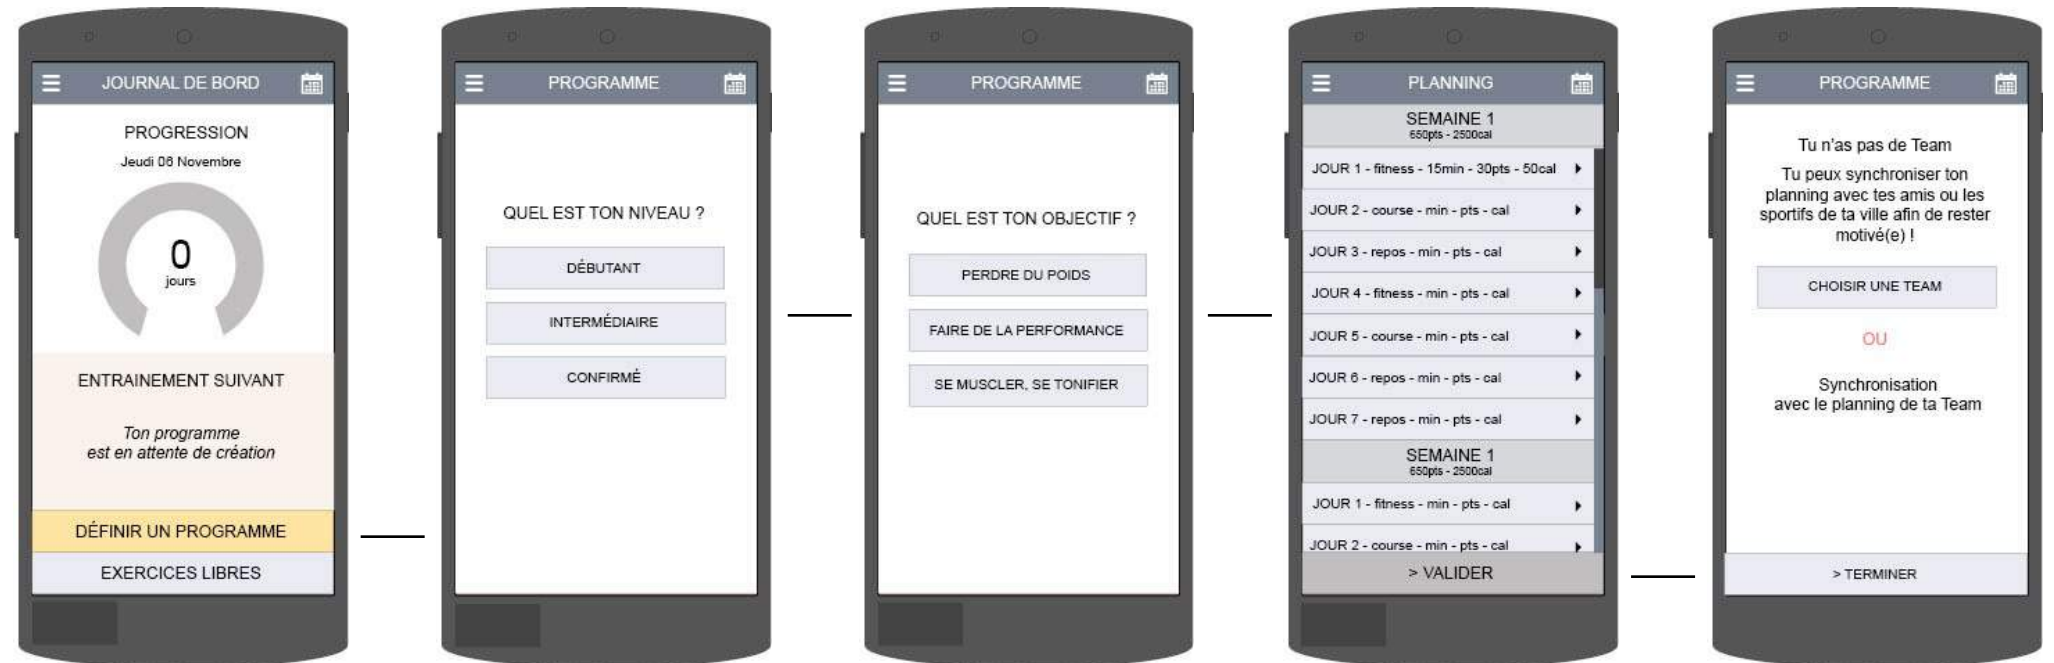 JOURNAL DE BORD
PROGRESSION
Jeudi 06 Novembre
0
jours
ENTRAINEMENT SUIVANT
Ton programme
est en attente de création
DÉFINIR UN PROGRAMME
EXERCICES LIBRES
PROGRAMME
QUEL EST TON NIVEAU ?
DÉBUTANT
INTERMÉDIAIRE
CONFIRMÉ
PROGRAMME
QUEL EST TON OBJECTIF ?
PERDRE DU POIDS
FAIRE DE LA PERFORMANCE
SE MUSCLER, SE TONIFIER
PLANNING
SEMAINE 1
650pts - 2500cal
JOUR 1 - fitness - 15min - 30pts - 50cal
JOUR 2 - course - min - pts - cal
JOUR 3 - repos - min - pts - cal
JOUR 4 - fitness - min - pts - cal
JOUR 5 - course - min - pts - cal
JOUR 6 - repos - min - pts - cal
JOUR 7 - repos - min - pts - cal
SEMAINE 1
650pts - 2500cal
JOUR 1 - fitness - min - pts - cal
JOUR 2 - course - min - pts - cal
> VALIDER
PROGRAMME
Tu n'as pas de Team
Tu peux synchroniser ton
planning avec tes amis ou les
sportifs de ta ville afin de rester
motivé(e) !
CHOISIR UNE TEAM
OU
Synchronisation
avec le planning de ta Team
> TERMINER